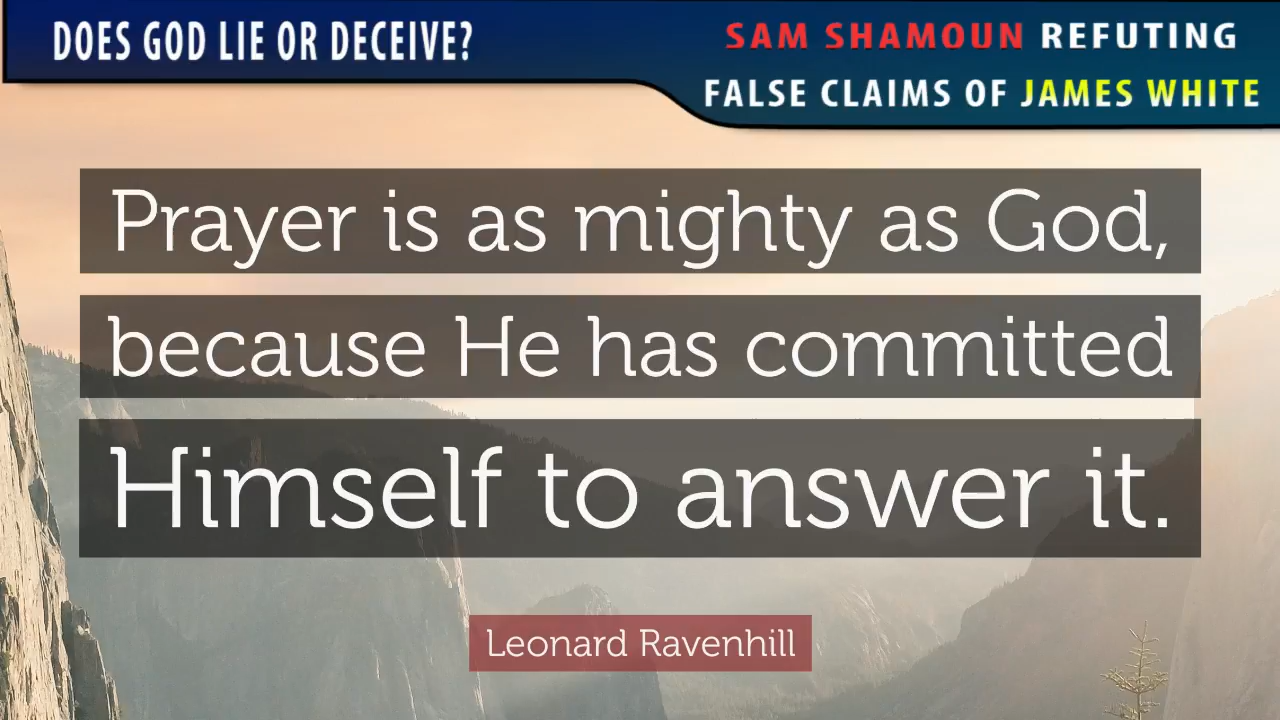 DOES GOD LIE OR DECEIVE?
SAM SHAMOUN REFUTING
FALSE CLAIMS OF JAMES WHITE
Prayer is as mighty as God,
because He has committed
Himself to answer it.
Leonard Ravenhill